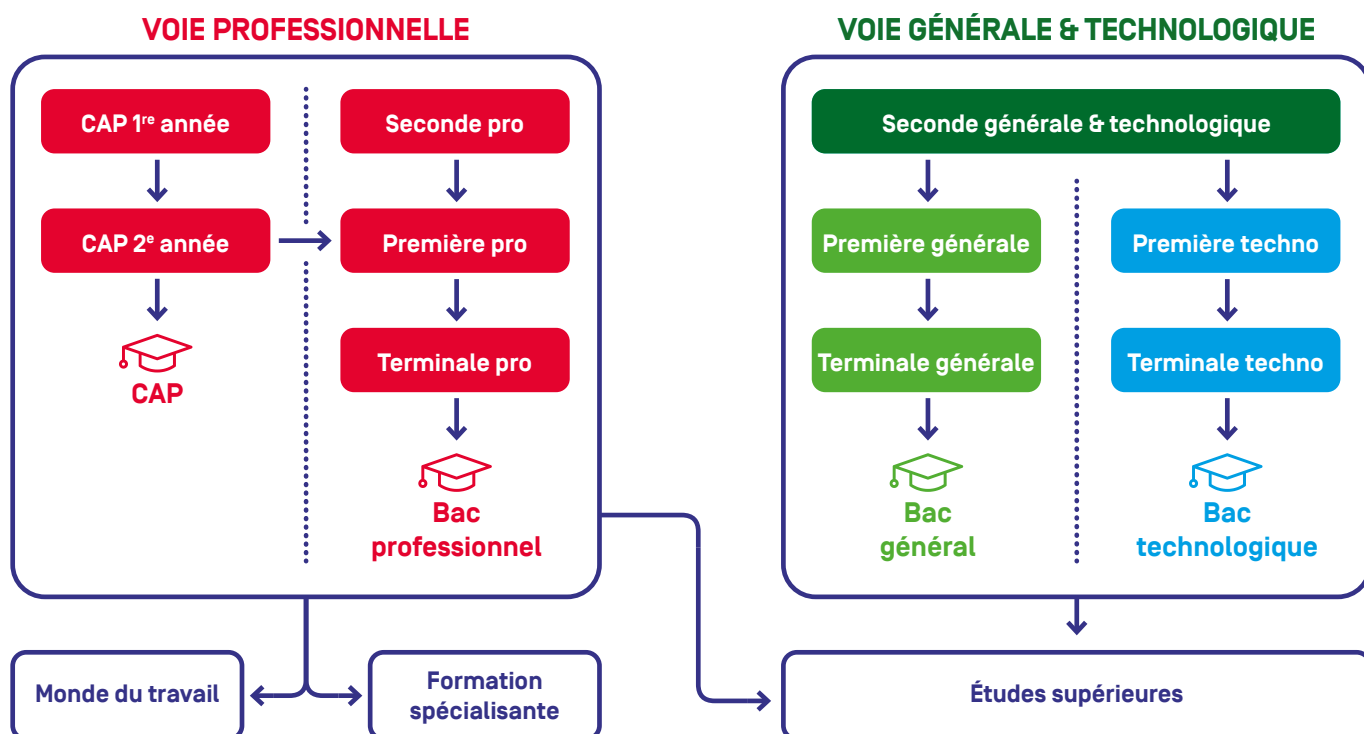 VOIE PROFESSIONNELLE
CAP 1re année
Seconde pro
CAP 2e année
Première pro
CAP
Terminale pro
Bac
professionnel
VOIE GÉNÉRALE & TECHNOLOGIQUE
Seconde générale & technologique
Première générale
Première techno
Terminale générale
Terminale techno
Bac
général
Bac
technologique
Monde du travail
Formation
spécialisante
Études supérieures